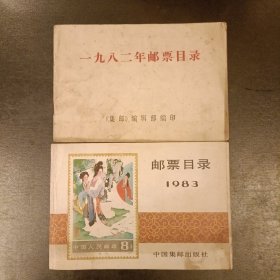 一九八二年邮票目录
《集邮》编辑部编印
邮票目录
1983
中国人民邮政
8分
中国集邮出版社